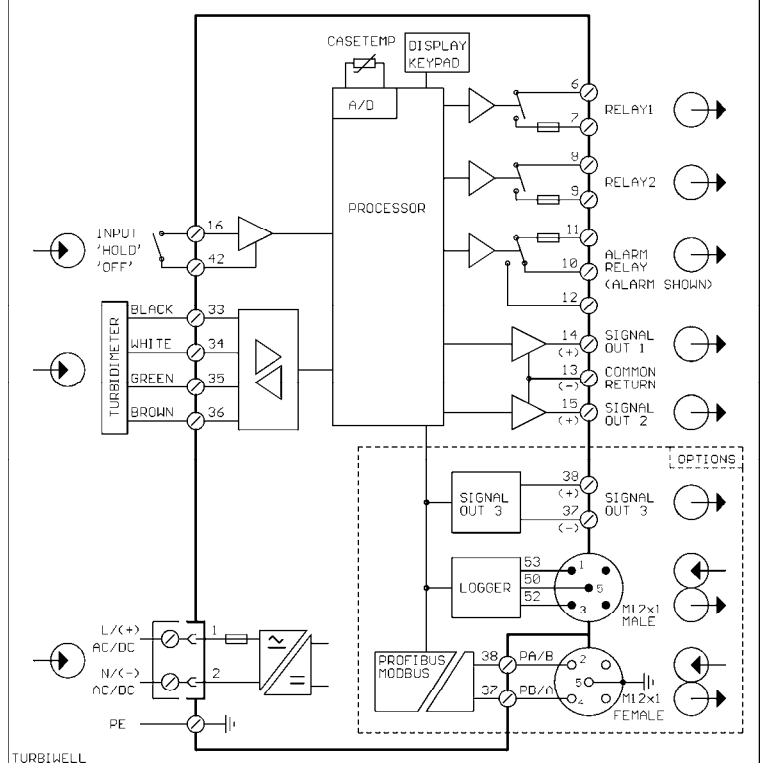 CASETEMP
DISPLAY
KEYPAD
A/D
PROCESSOR
6
7
RELAY1
8
9
RELAY2
11
10
12
ALARM
RELAY
(ALARM SHOWN)
INPUT
'HOLD'
'OFF'
16
42
TURBIDIMETER
BLACK
33
WHITE
34
GREEN
35
BROWN
36
14
(+)
SIGNAL
OUT 1
13
(-)
COMMON
RETURN
15
(+)
SIGNAL
OUT 2
OPTIONS
SIGNAL
OUT 3
38
(+)
37
(-)
SIGNAL
OUT 3
LOGGER
53
50
52
1
5
3
M12x1
MALE
PROFIBUS
MODBUS
38
PA/B
37
PB/A
2
5
4
M12x1
FEMALE
L/(+)
AC/DC
1
N/(-)
AC/DC
2
PE
TURBIWELL